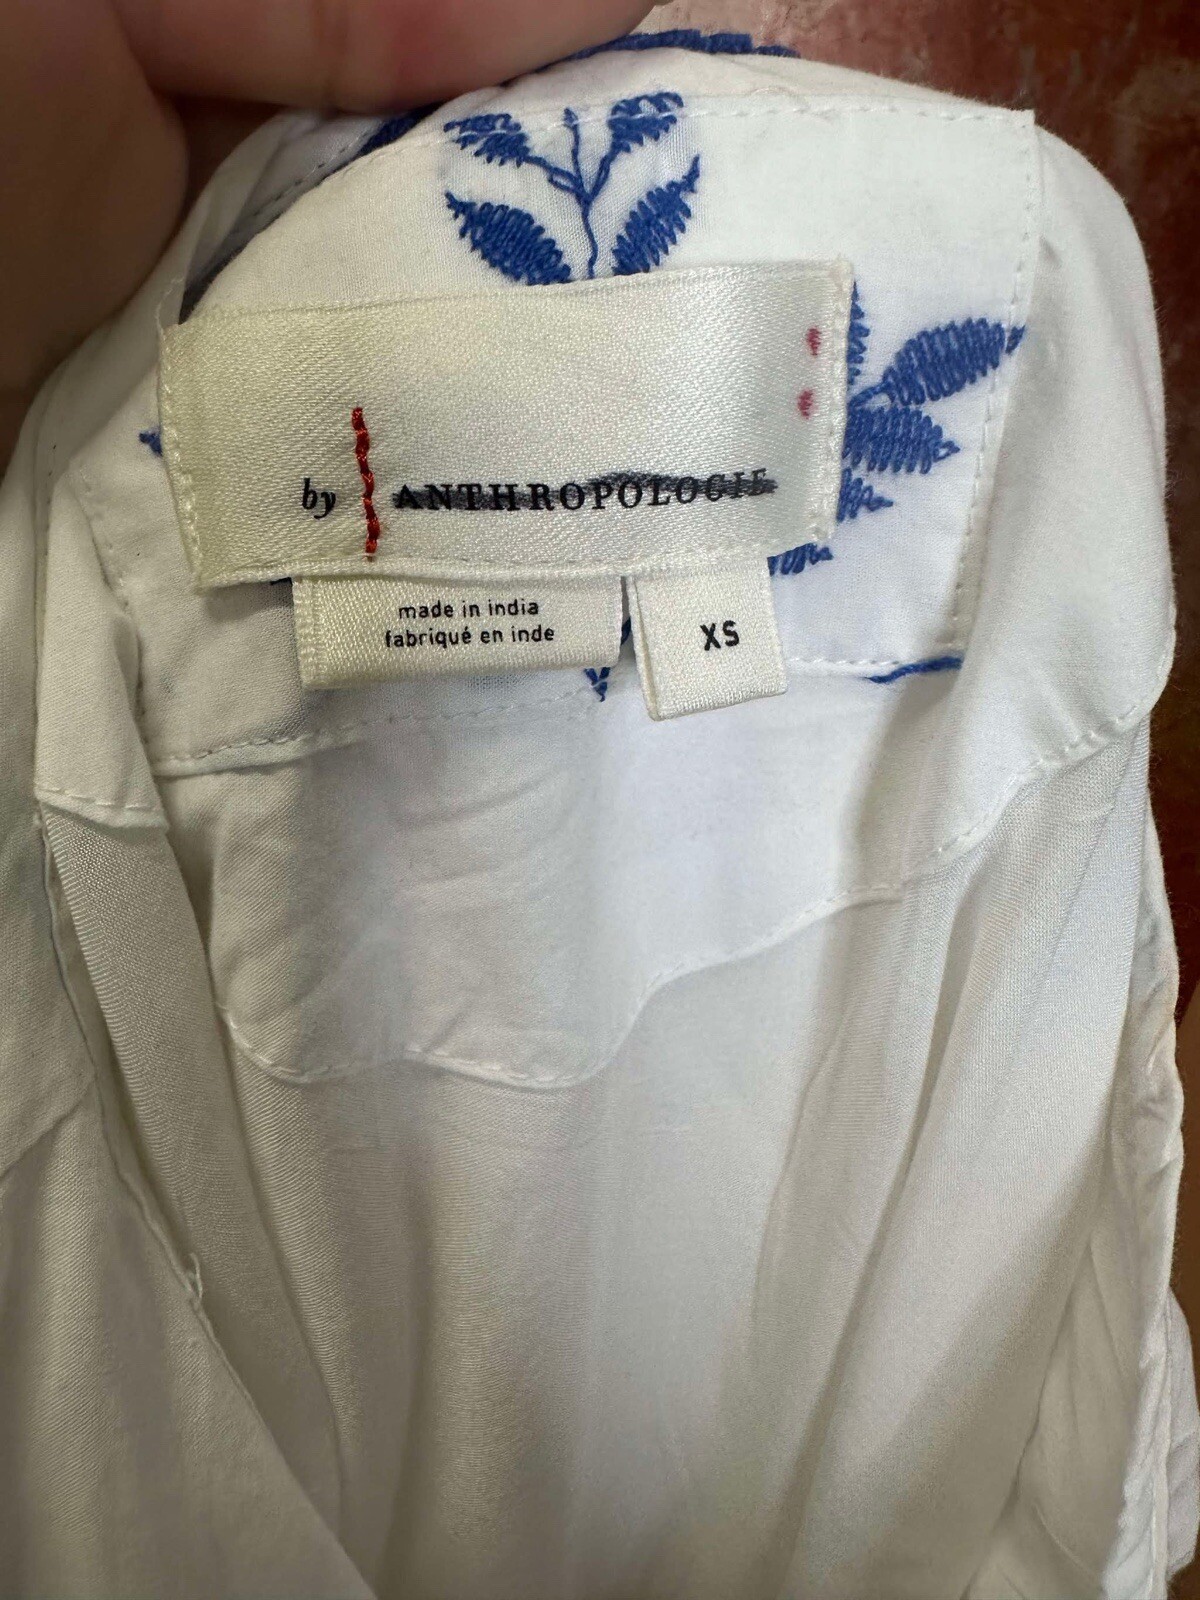 by ANTHROPOLOGIE
made in india
fabriqué en inde
XS